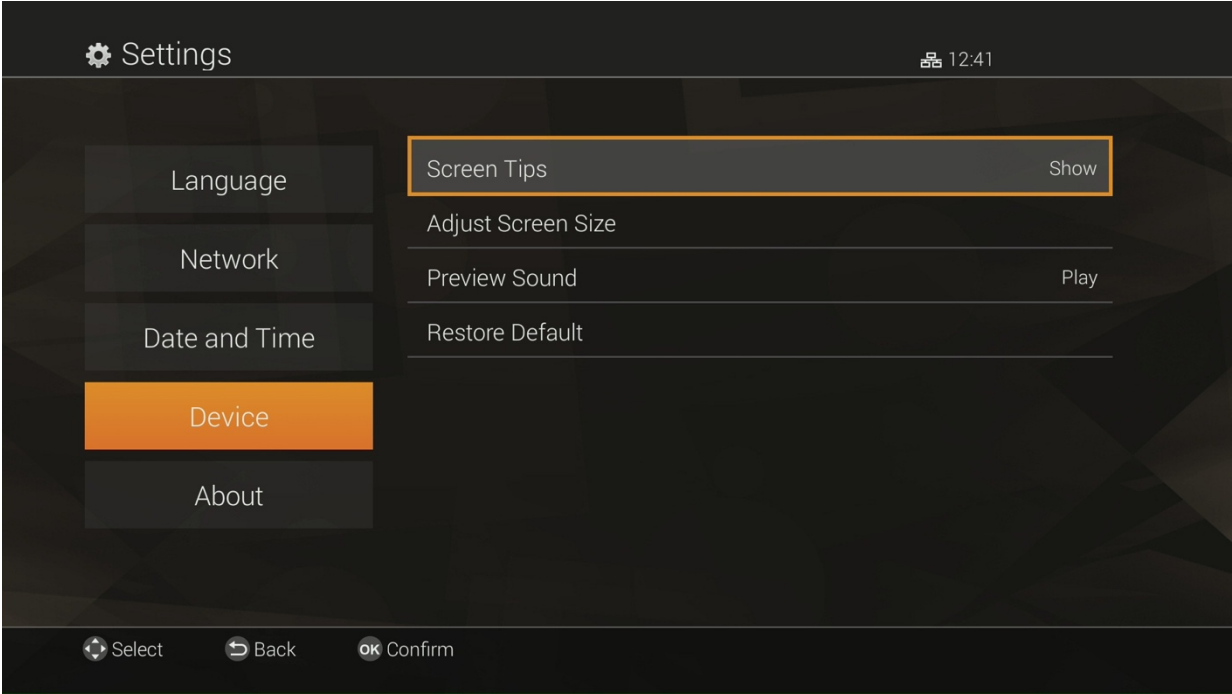 Settings
12:41
Language
Network
Date and Time
Device
About
Screen Tips Show
Adjust Screen Size
Preview Sound Play
Restore Default
Select Back OK Confirm